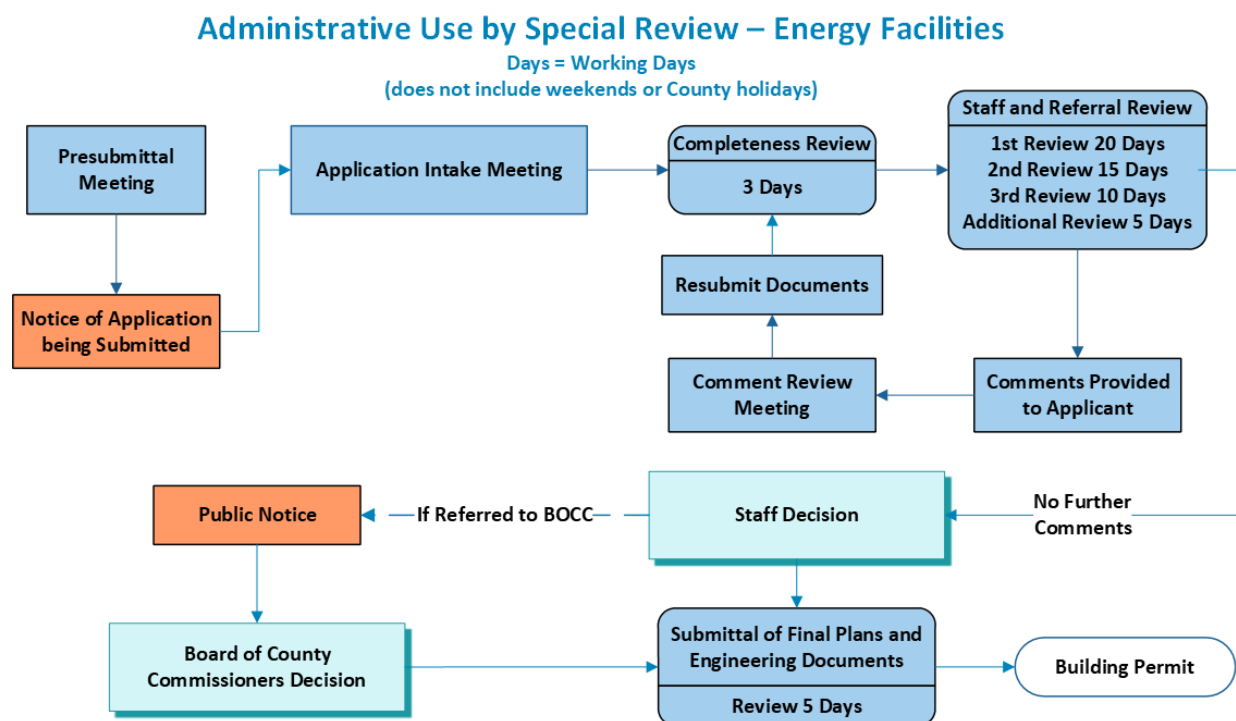 Administrative Use by Special Review – Energy Facilities
Days = Working Days
(does not include weekends or County holidays)
Presubmittal
Meeting
Application Intake Meeting
Completeness Review
3 Days
Staff and Referral Review
1st Review 20 Days
2nd Review 15 Days
3rd Review 10 Days
Additional Review 5 Days
Notice of Application
being Submitted
Resubmit Documents
Comment Review
Meeting
Comments Provided
to Applicant
Public Notice
If Referred to BOCC
Staff Decision
No Further
Comments
Board of County
Commissioners Decision
Submittal of Final Plans and
Engineering Documents
Review 5 Days
Building Permit